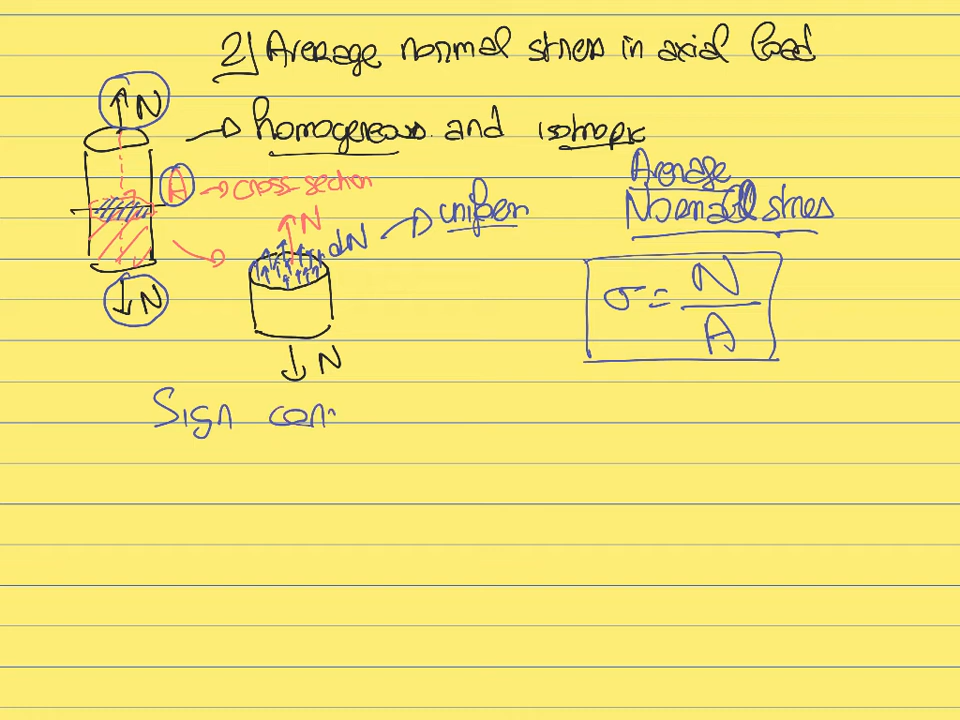 2) Average normal stress in axial load
N
→ homogeneous and isotropic
A → cross section
Average
Normal stress
N
dN → uniform
σ = N / A
N
N
Sign con